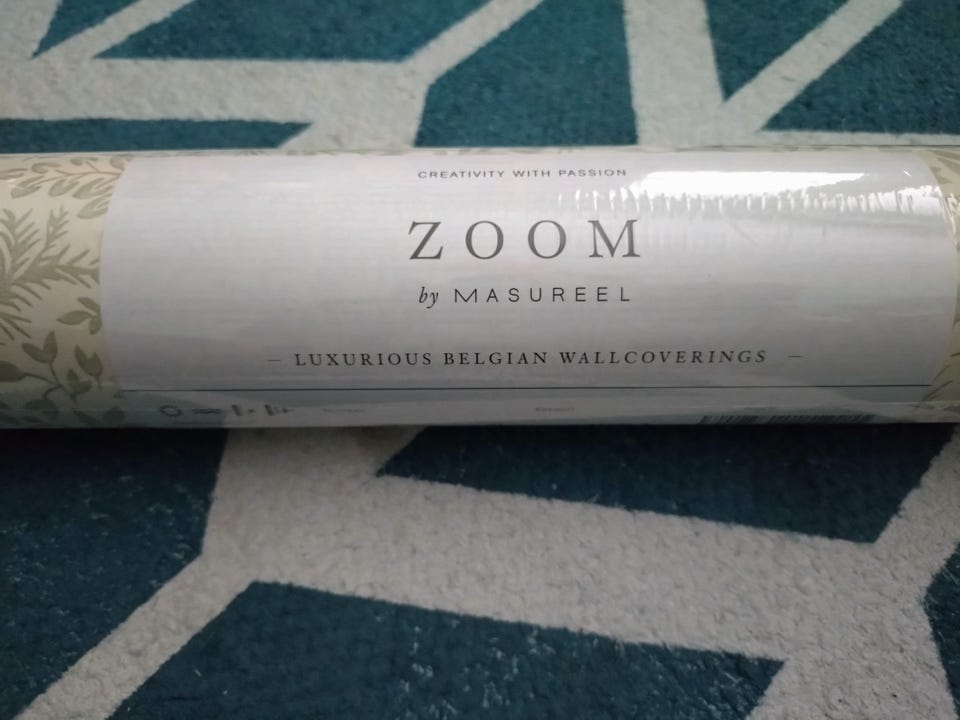 CREATIVITY WITH PASSION
ZOOM
by MASUREEL
— LUXURIOUS BELGIAN WALLCOVERINGS —